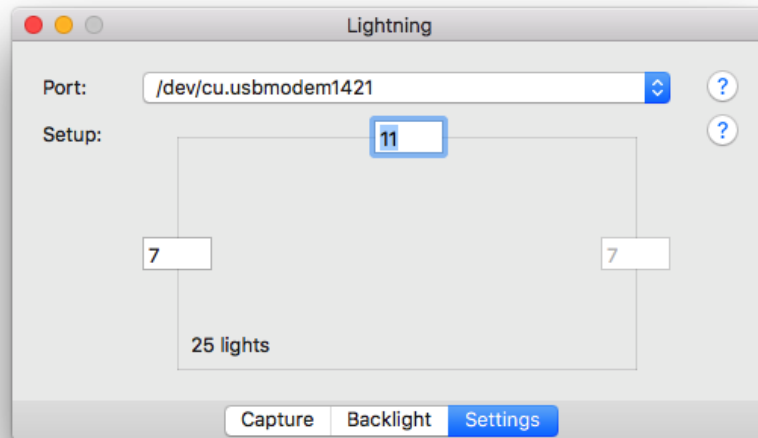 Lightning
Port: /dev/cu.usbmodem1421 ?
Setup: 11 ?
7 7
25 lights
Capture Backlight Settings